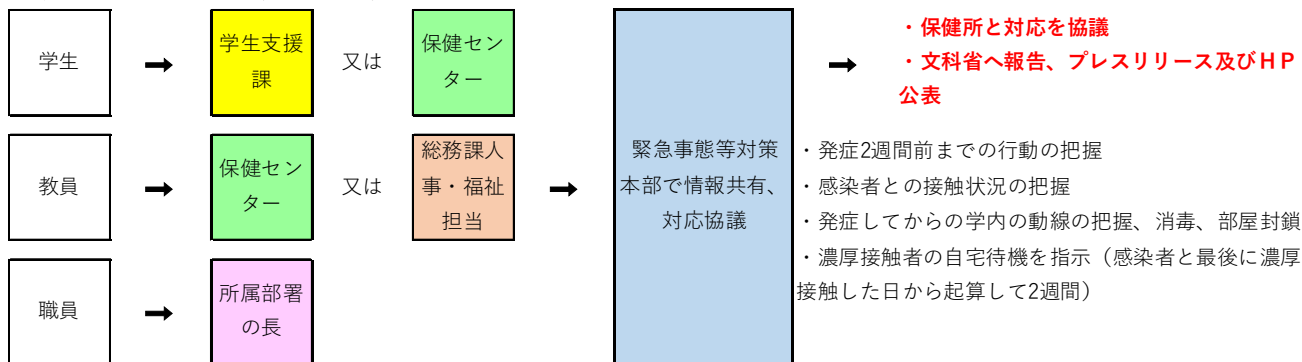 学生
学生支援
課
又は
保健セン
ター
・保健所と対応を協議
・文科省へ報告、プレスリリース及びＨＰ
公表
教員
保健セン
ター
又は
総務課人
事・福祉
担当
緊急事態等対策
本部で情報共有、
対応協議
・発症2週間前までの行動の把握
・感染者との接触状況の把握
・発症してからの学内の動線の把握、消毒、部屋封鎖
・濃厚接触者の自宅待機を指示（感染者と最後に濃厚
接触した日から起算して2週間）
職員
所属部署
の長